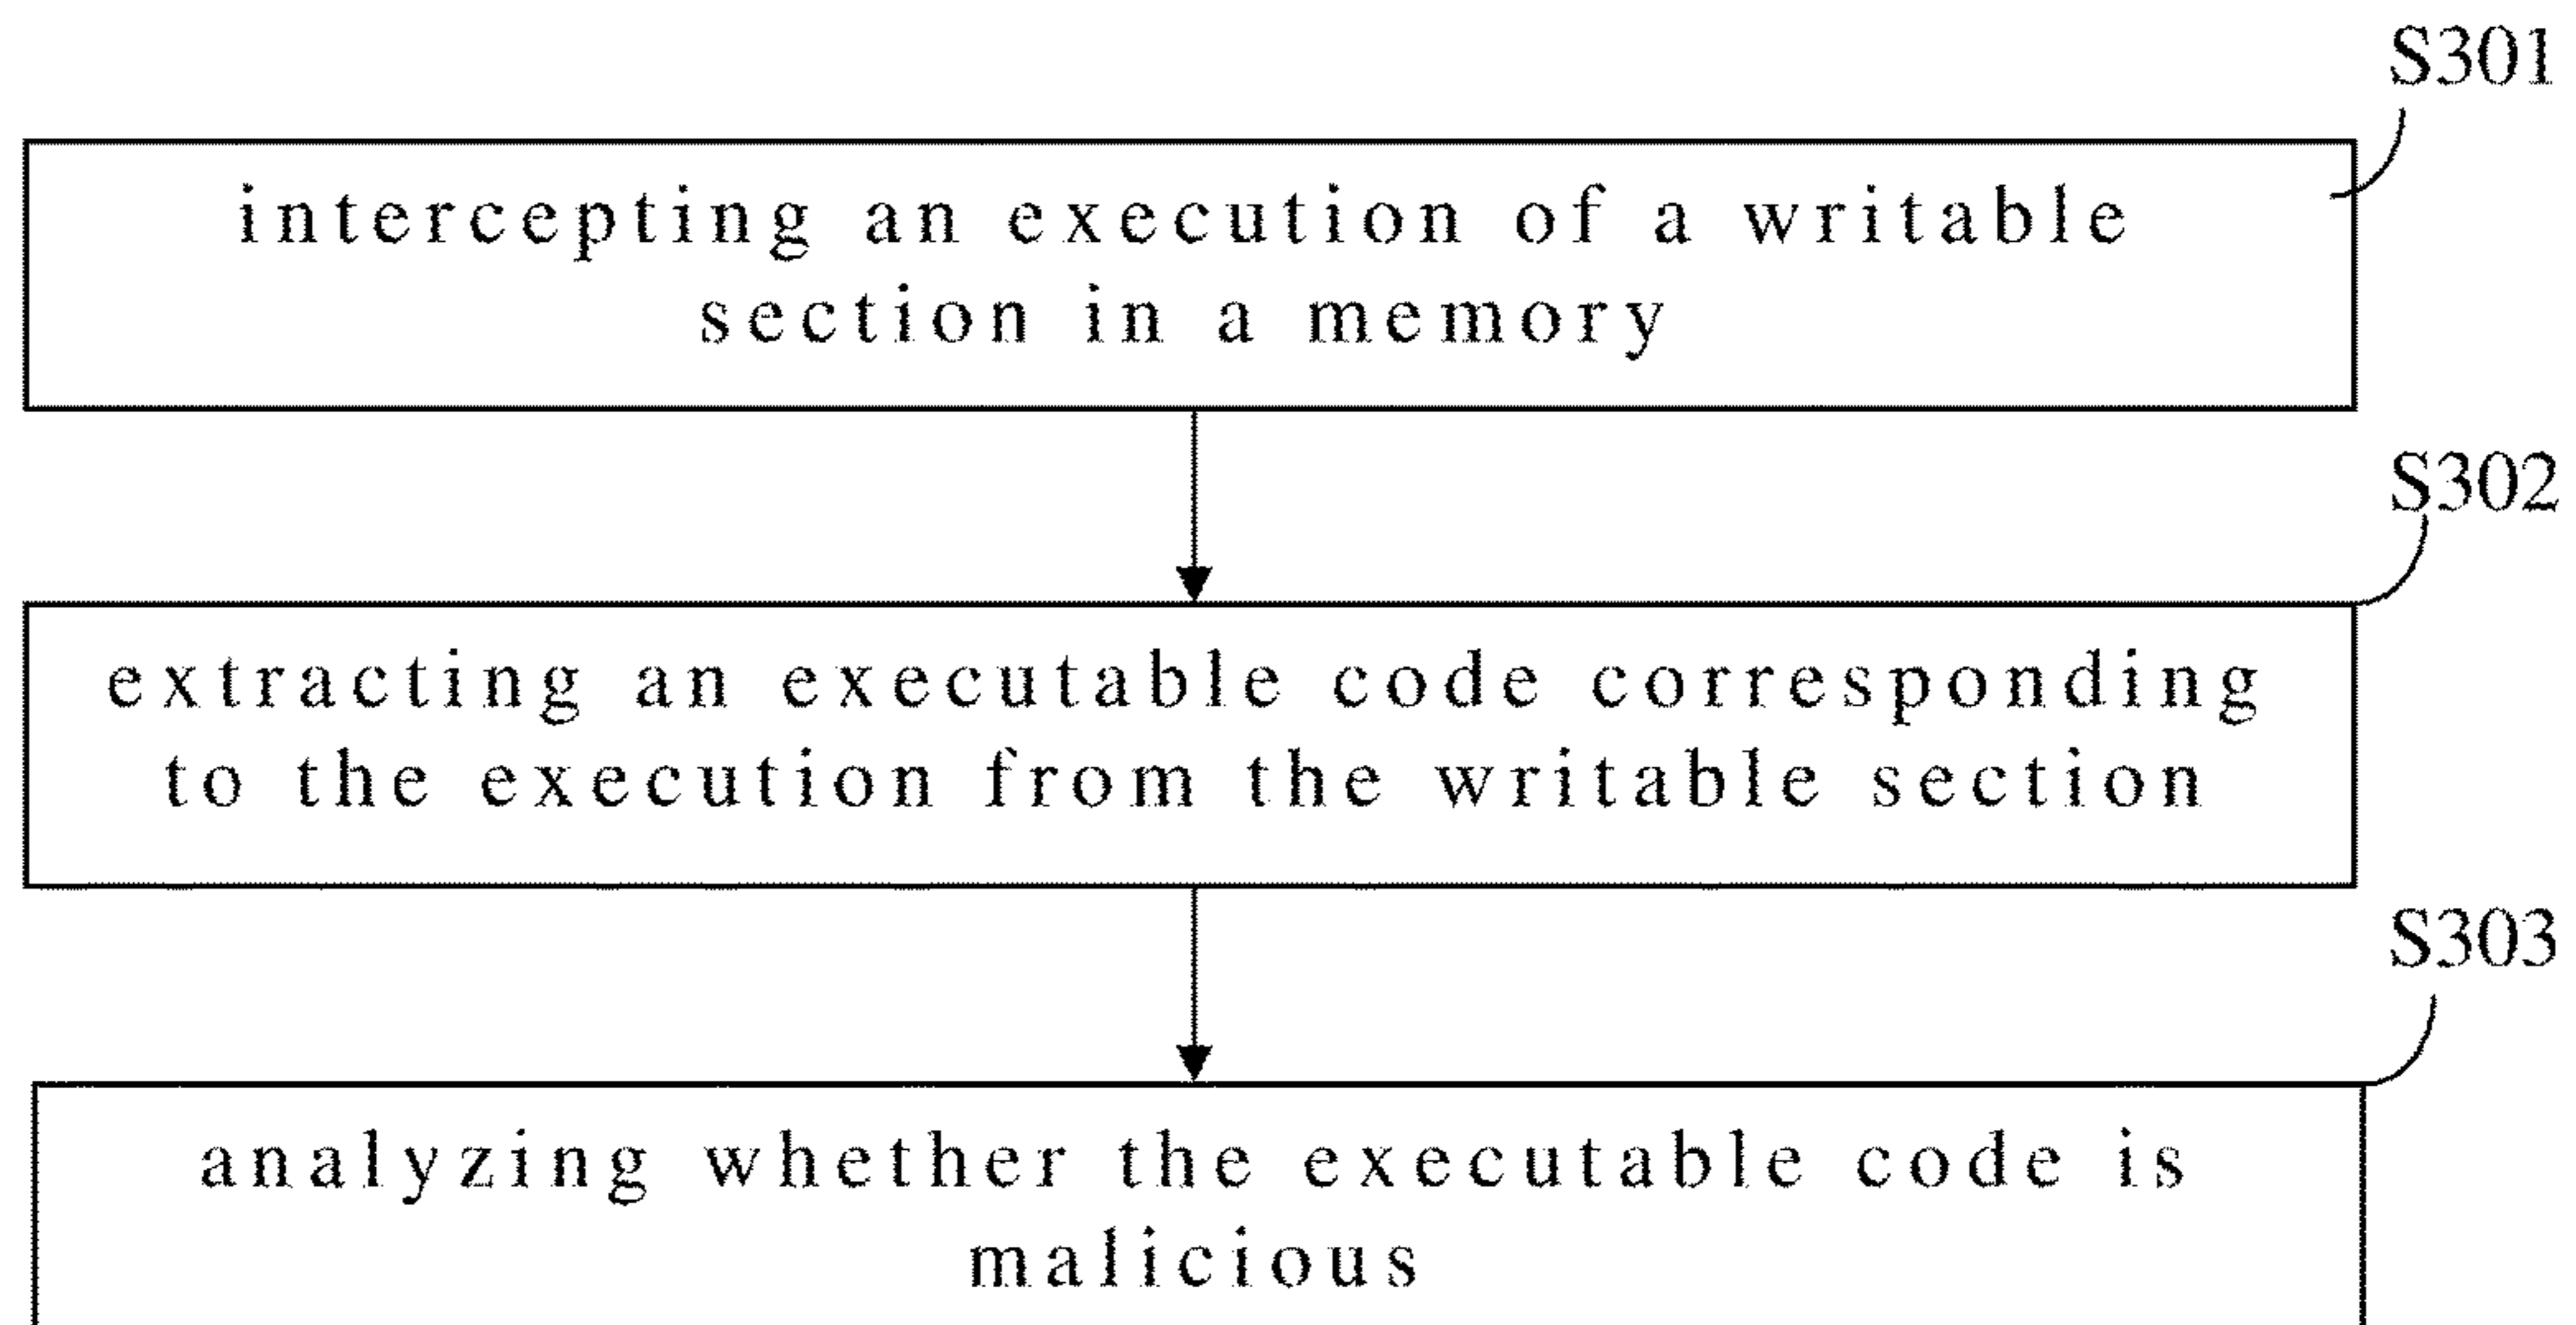 S301
intercepting an execution of a writable
section in a memory
S302
extracting an executable code corresponding
to the execution from the writable section
S303
analyzing whether the executable code is
malicious